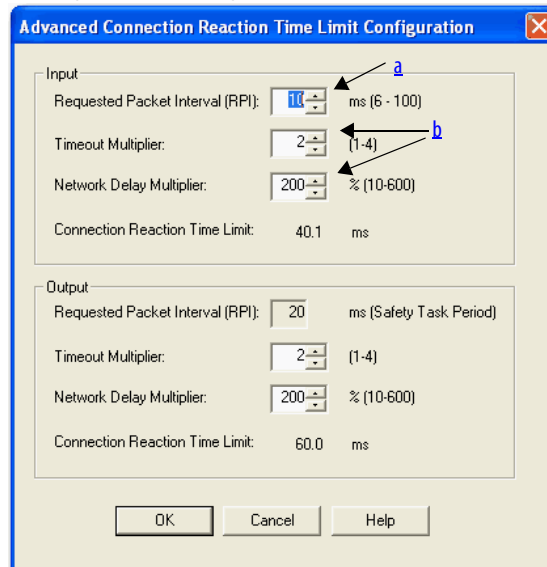 Advanced Connection Reaction Time Limit Configuration
Input
a
Requested Packet Interval (RPI): 10 ms (6 - 100)
b
Timeout Multiplier: 2 (1-4)
Network Delay Multiplier: 200 % (10-600)
Connection Reaction Time Limit: 40.1 ms
Output
Requested Packet Interval (RPI): 20 ms (Safety Task Period)
Timeout Multiplier: 2 (1-4)
Network Delay Multiplier: 200 % (10-600)
Connection Reaction Time Limit: 60.0 ms
OK Cancel Help